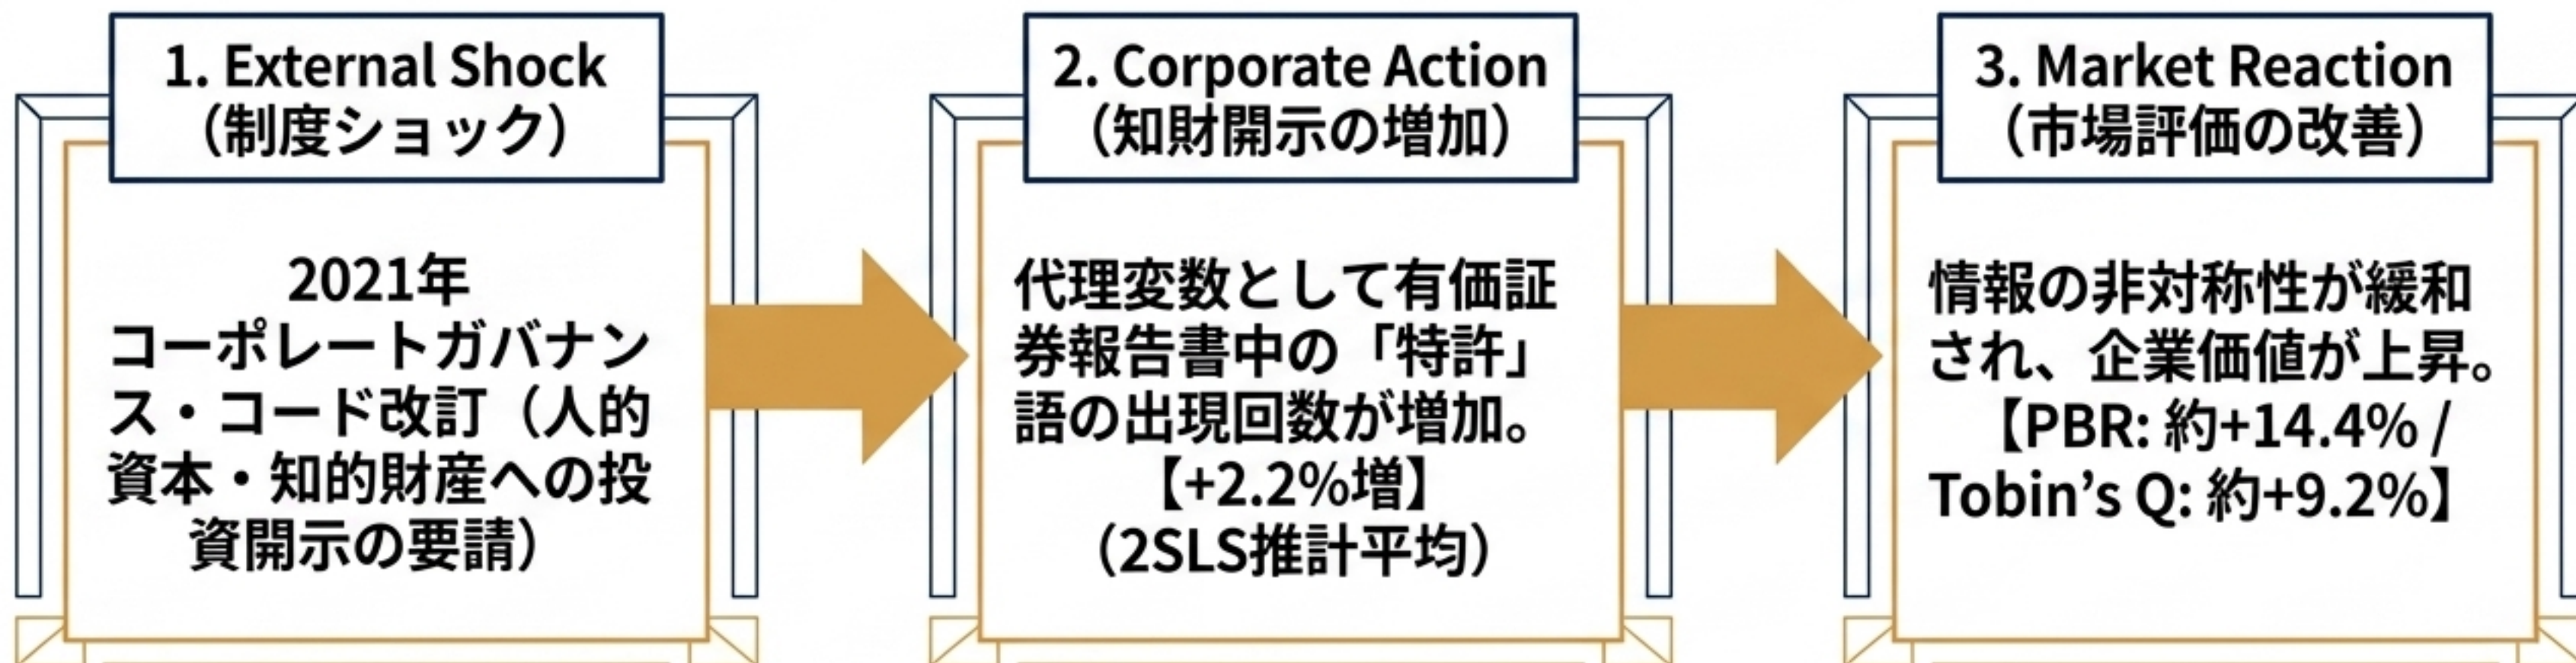 1. External Shock
（制度ショック）
2021年
コーポレートガバナン
ス・コード改訂（人的
資本・知的財産への投
資開示の要請）
2. Corporate Action
（知財開示の増加）
代理変数として有価証
券報告書中の「特許」
語の出現回数が増加。
【+2.2%増】
（2SLS推計平均）
3. Market Reaction
（市場評価の改善）
情報の非対称性が緩和
され、企業価値が上昇。
【PBR: 約+14.4% /
Tobin’s Q: 約+9.2%】